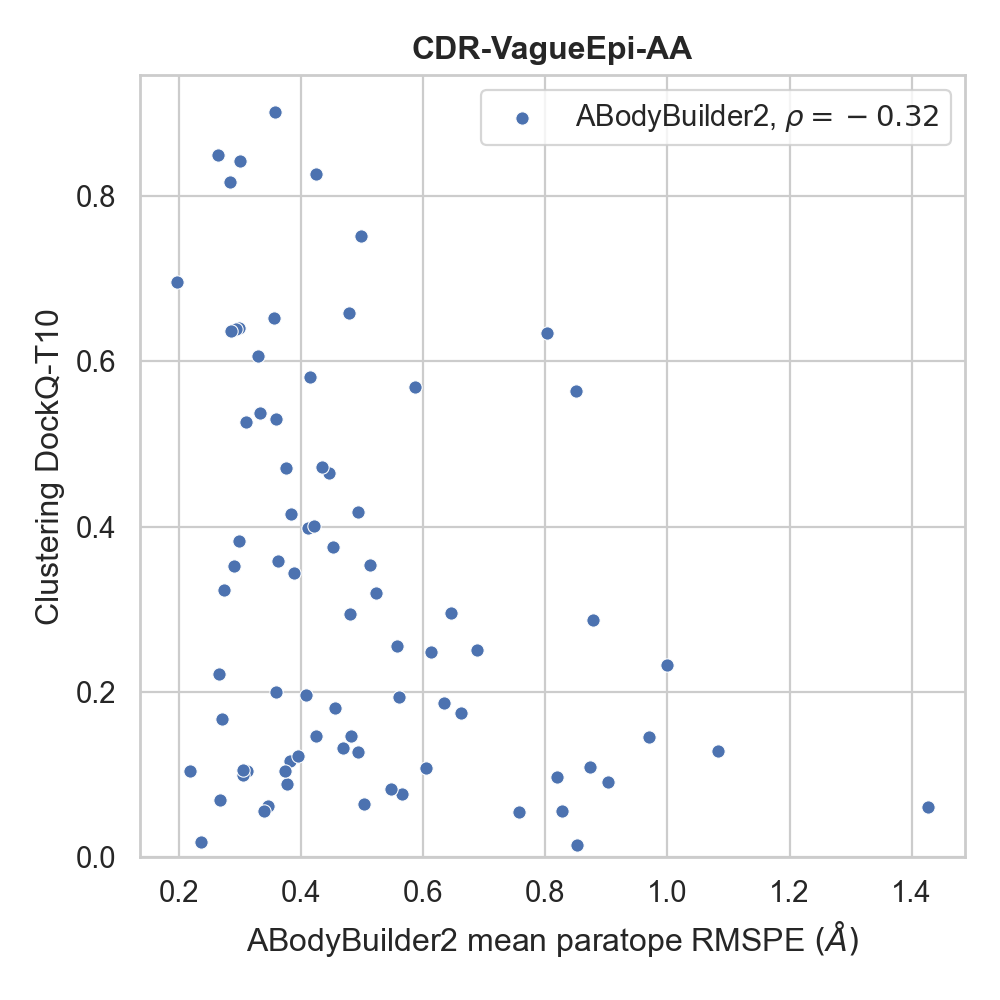 CDR-VagueEpi-AA
ABodyBuilder2, ρ = −0.32
Clustering DockQ-T10
0.8
0.6
0.4
0.2
0.0
0.2 0.4 0.6 0.8 1.0 1.2 1.4
ABodyBuilder2 mean paratope RMSPE (Å)